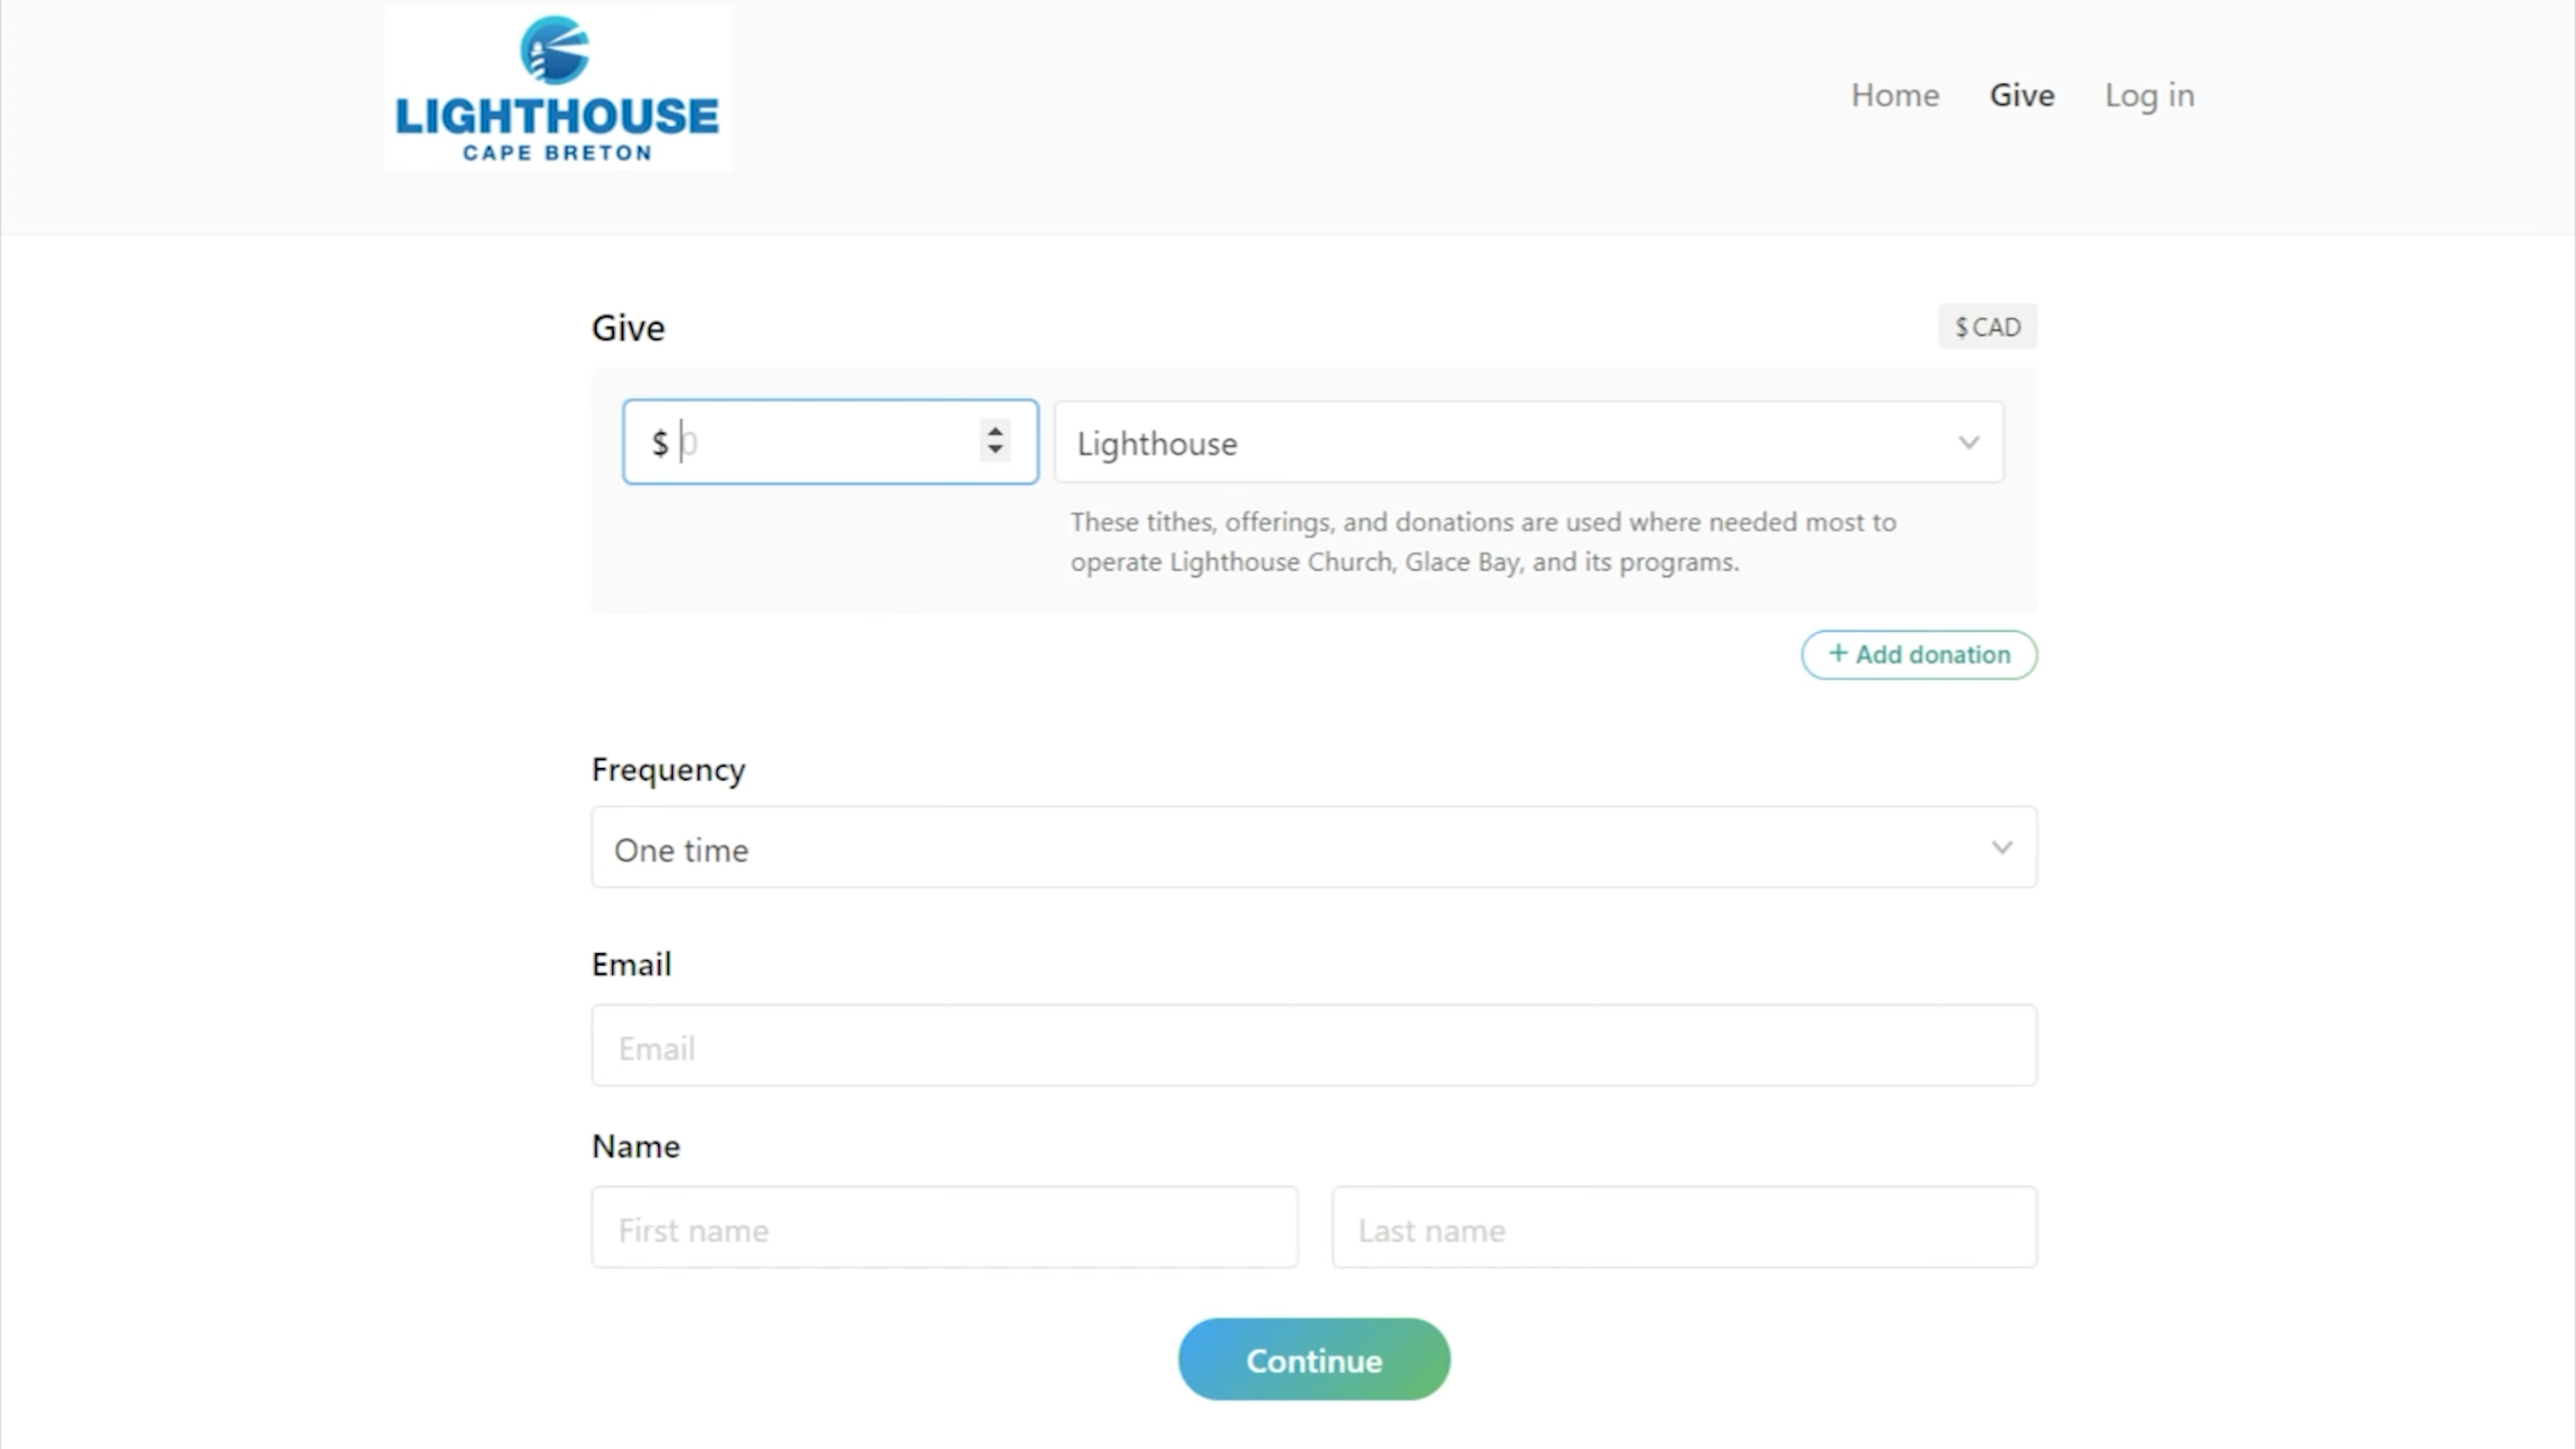 LIGHTHOUSE
CAPE BRETON
Home Give Log in
Give
$ CAD
$ 0
Lighthouse
These tithes, offerings, and donations are used where needed most to
operate Lighthouse Church, Glace Bay, and its programs.
+ Add donation
Frequency
One time
Email
Email
Name
First name
Last name
Continue